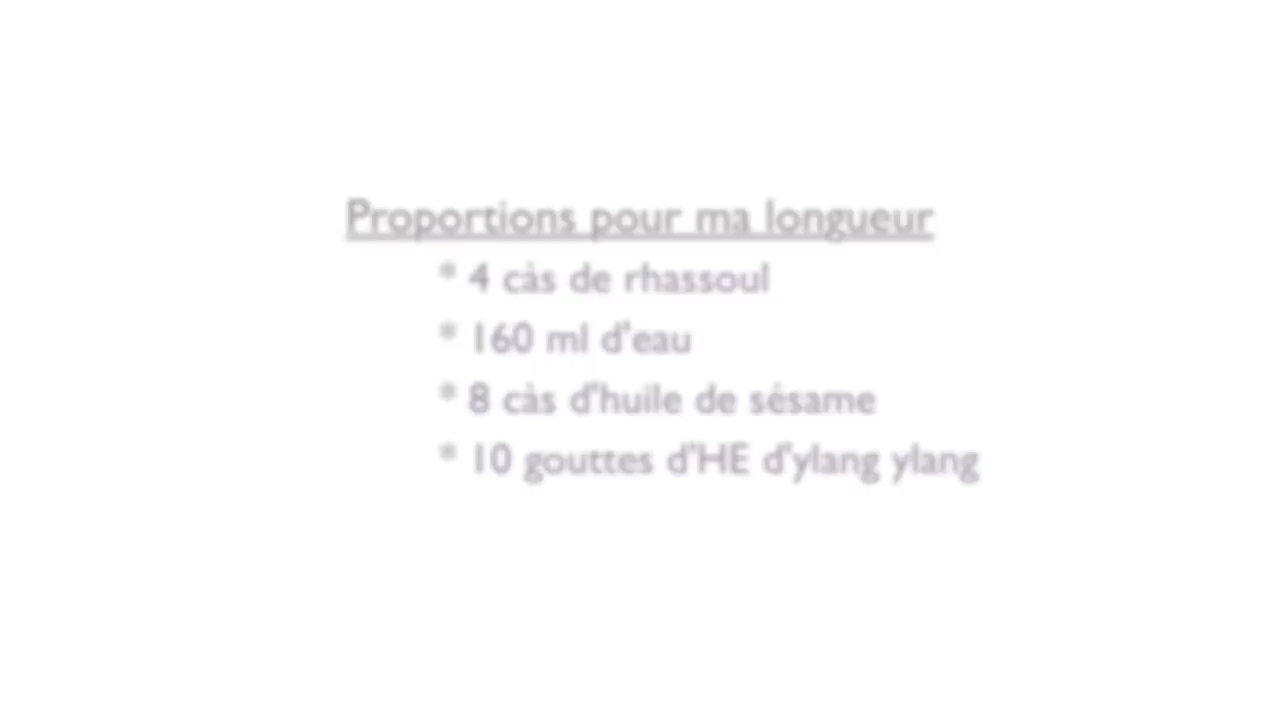 Proportions pour ma longueur
* 4 càs de rhassoul
* 160 ml d'eau
* 8 càs d'huile de sésame
* 10 gouttes d'HE d'ylang ylang